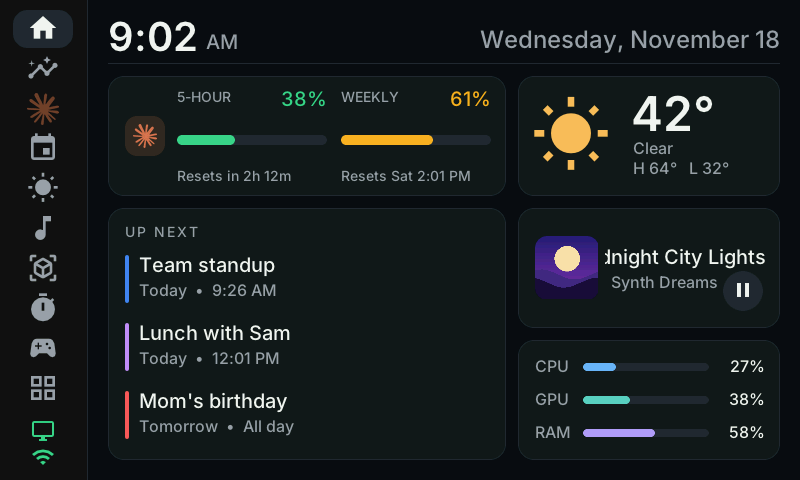 9:02 AM
Wednesday, November 18
5-HOUR 38%
Resets in 2h 12m
WEEKLY 61%
Resets Sat 2:01 PM
42°
Clear
H 64° L 32°
UP NEXT
Team standup
Today • 9:26 AM
Lunch with Sam
Today • 12:01 PM
Mom's birthday
Tomorrow • All day
dnight City Lights
Synth Dreams
CPU 27%
GPU 38%
RAM 58%